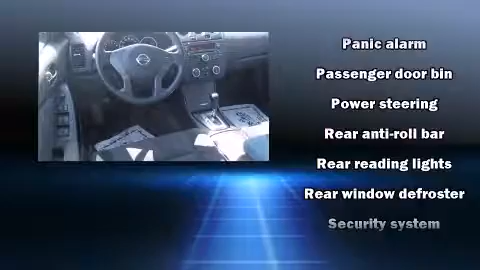 Panic alarm
Passenger door bin
Power steering
Rear anti-roll bar
Rear reading lights
Rear window defroster
Security system